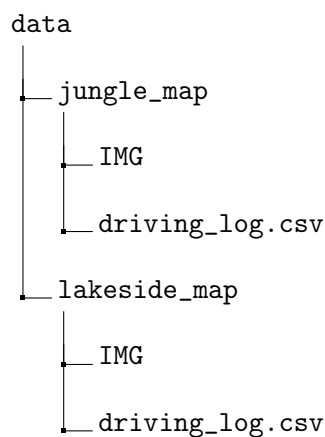 data
jungle_map
IMG
driving_log.csv
lakeside_map
IMG
driving_log.csv